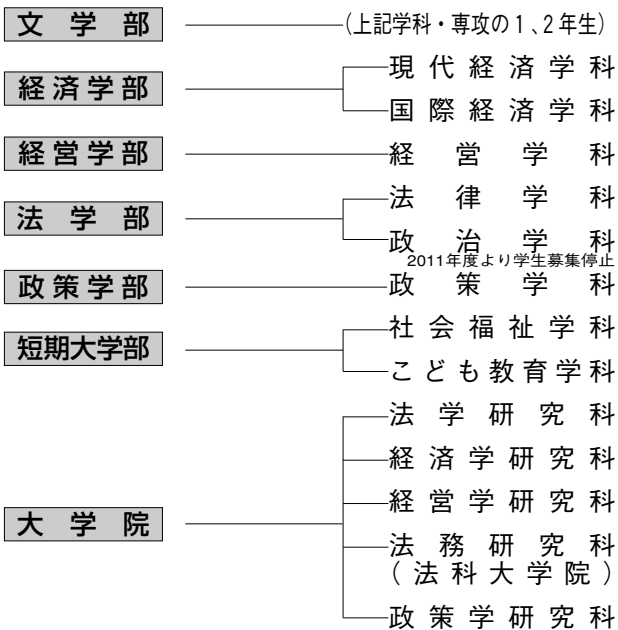 文学部 (上記学科・専攻の1、2年生)
経済学部
現代経済学科
国際経済学科
経営学部 経営学科
法学部
法律学科
政治学科
2011年度より学生募集停止
政策学部 政策学科
短期大学部
社会福祉学科
こども教育学科
大学院
法学研究科
経済学研究科
経営学研究科
法務研究科
(法科大学院)
政策学研究科